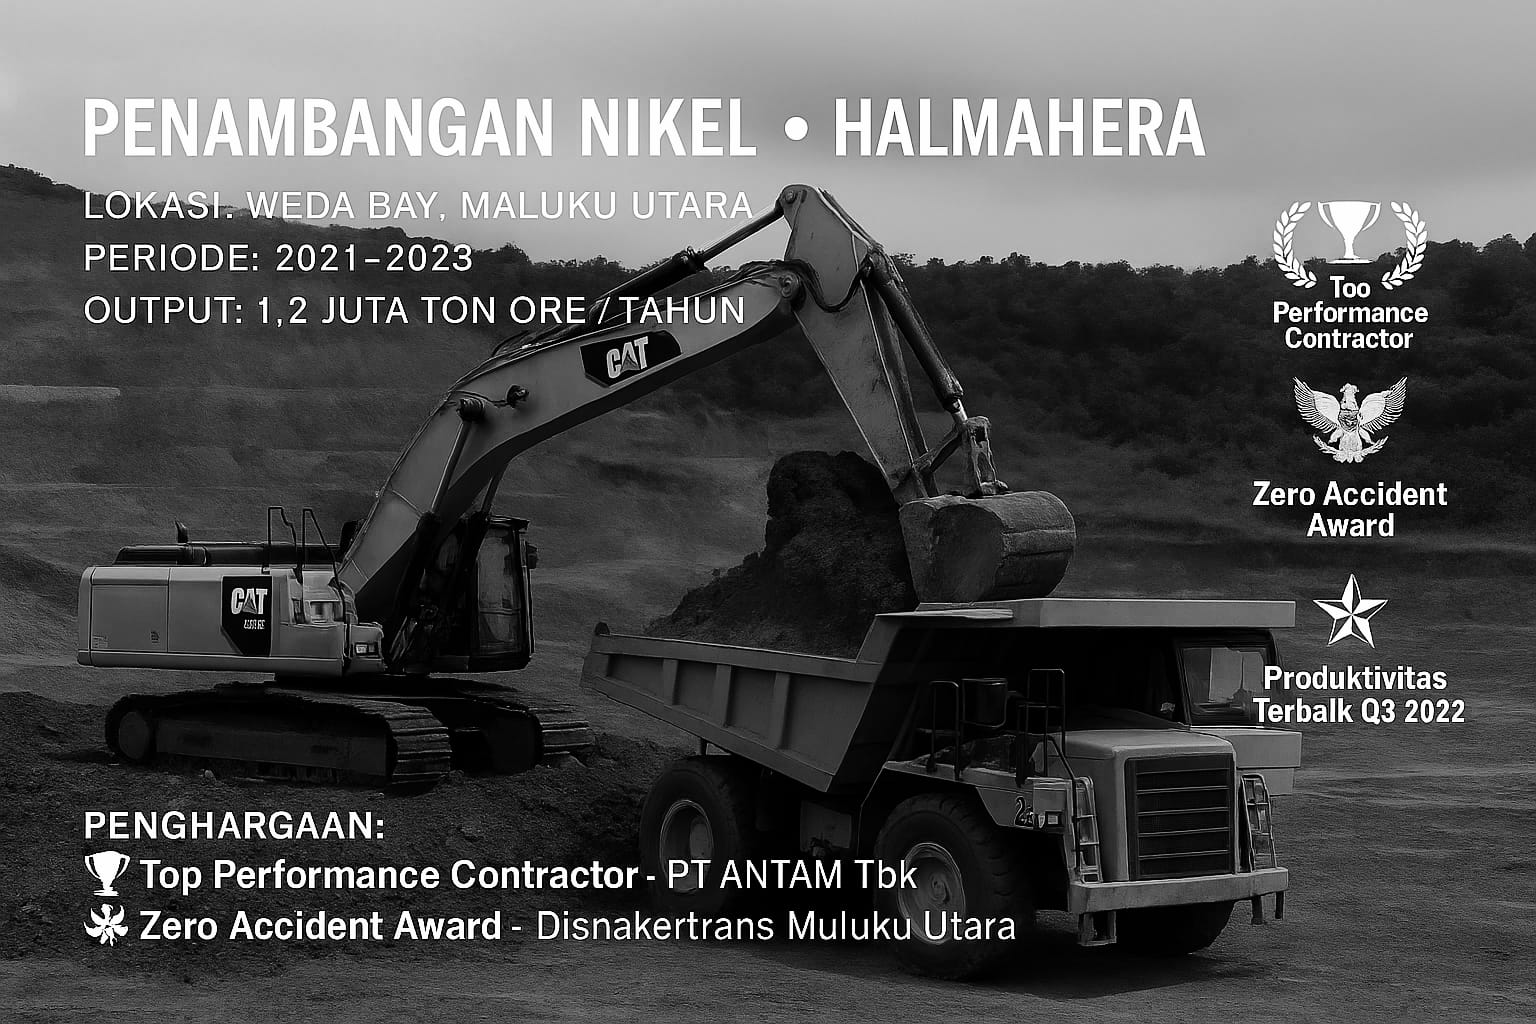 PENAMBANGAN NIKEL • HALMAHERA
LOKASI: WEDA BAY, MALUKU UTARA
PERIODE: 2021–2023
OUTPUT: 1,2 JUTA TON ORE / TAHUN
Too
Performance
Contractor
Zero Accident
Award
Produktivitas
Terbalk Q3 2022
CAT
CAT
PENGHARGAAN:
Top Performance Contractor - PT ANTAM Tbk
Zero Accident Award - Disnakertrans Muluku Utara